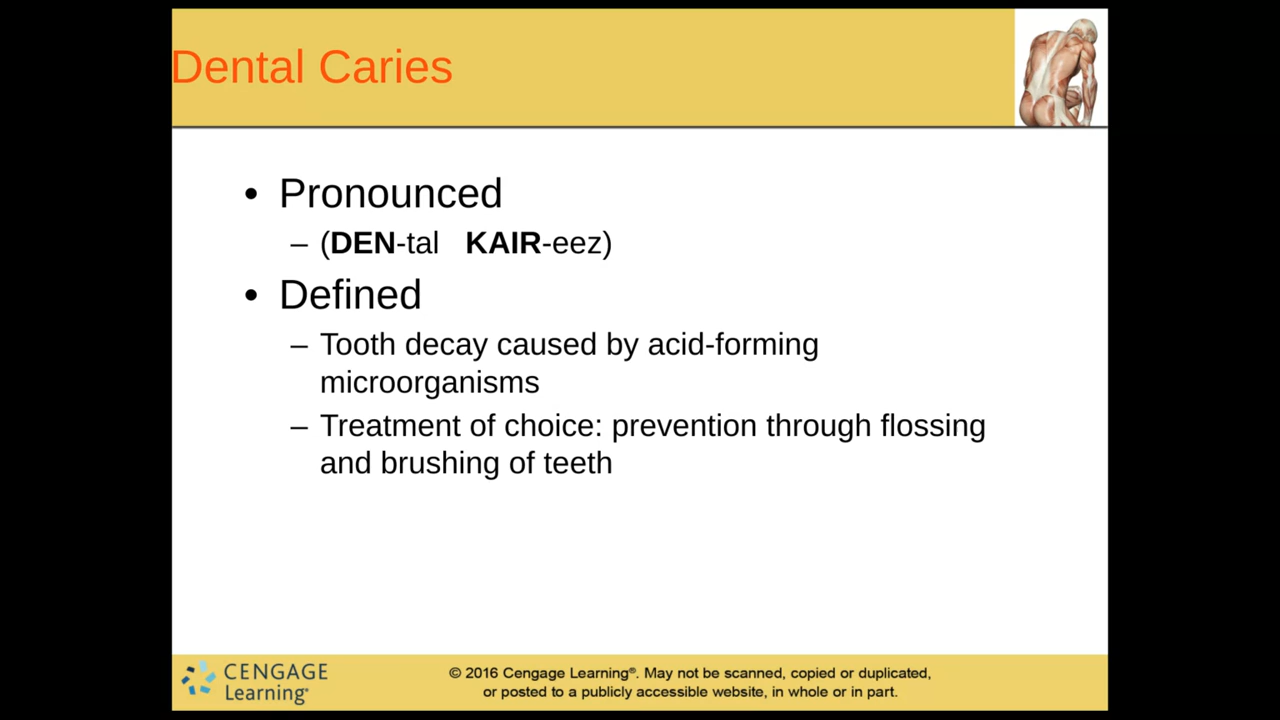 Dental Caries
• Pronounced
– (DEN-tal KAIR-eez)
• Defined
– Tooth decay caused by acid-forming
microorganisms
– Treatment of choice: prevention through flossing
and brushing of teeth
CENGAGE
Learning®
© 2016 Cengage Learning®. May not be scanned, copied or duplicated,
or posted to a publicly accessible website, in whole or in part.